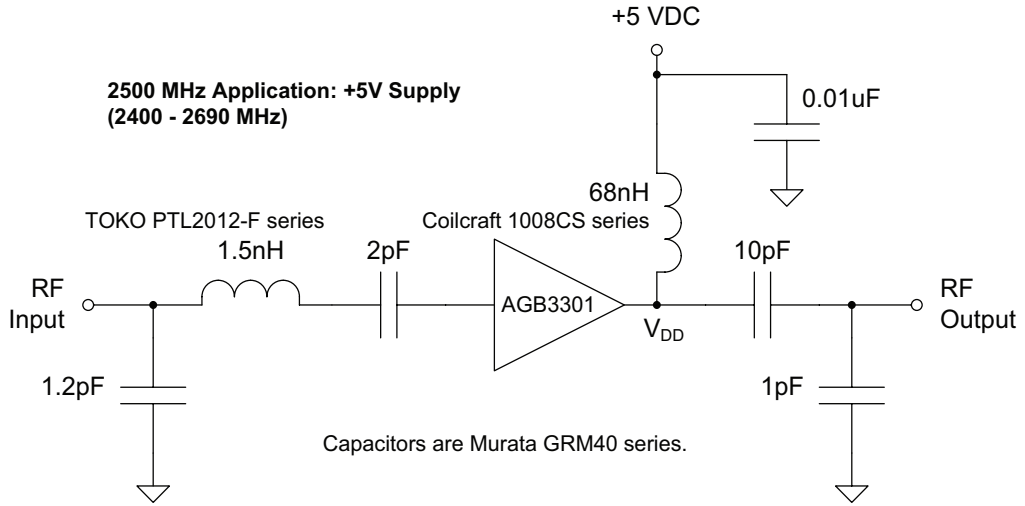 +5 VDC
2500 MHz Application: +5V Supply
(2400 - 2690 MHz)
0.01uF
68nH
TOKO PTL2012-F series
Coilcraft 1008CS series
1.5nH
2pF
10pF
RF
Input
AGB3301
VDD
RF
Output
1.2pF
1pF
Capacitors are Murata GRM40 series.